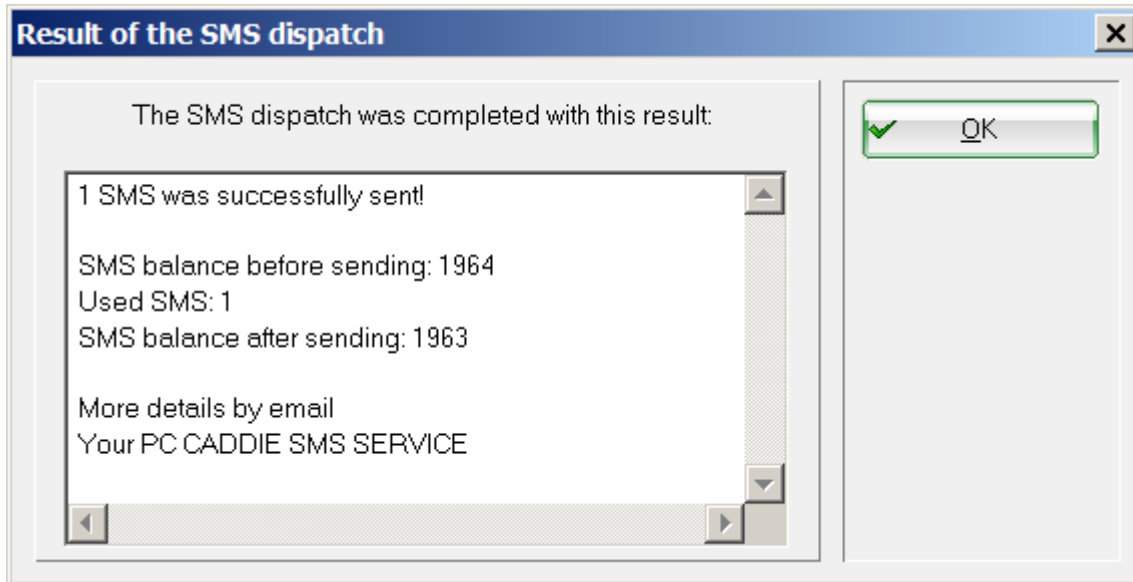 Result of the SMS dispatch
The SMS dispatch was completed with this result:
OK
1 SMS was successfully sent!
SMS balance before sending: 1964
Used SMS: 1
SMS balance after sending: 1963
More details by email
Your PC CADDIE SMS SERVICE